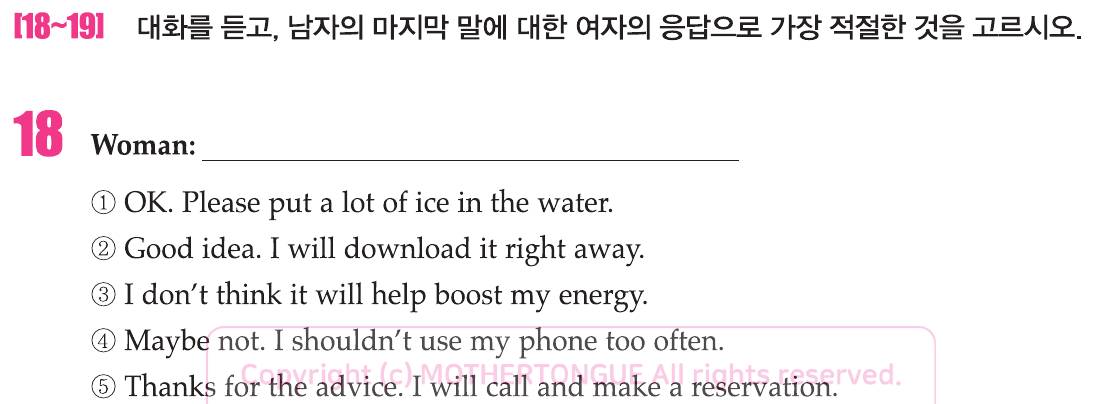 [18~19] 대화를 듣고, 남자의 마지막 말에 대한 여자의 응답으로 가장 적절한 것을 고르시오.
18 Woman:
① OK. Please put a lot of ice in the water.
② Good idea. I will download it right away.
③ I don't think it will help boost my energy.
④ Maybe not. I shouldn't use my phone too often.
Copyright (c) MOTHERTONGUE All rights reserved.
⑤ Thanks for the advice. I will call and make a reservation.